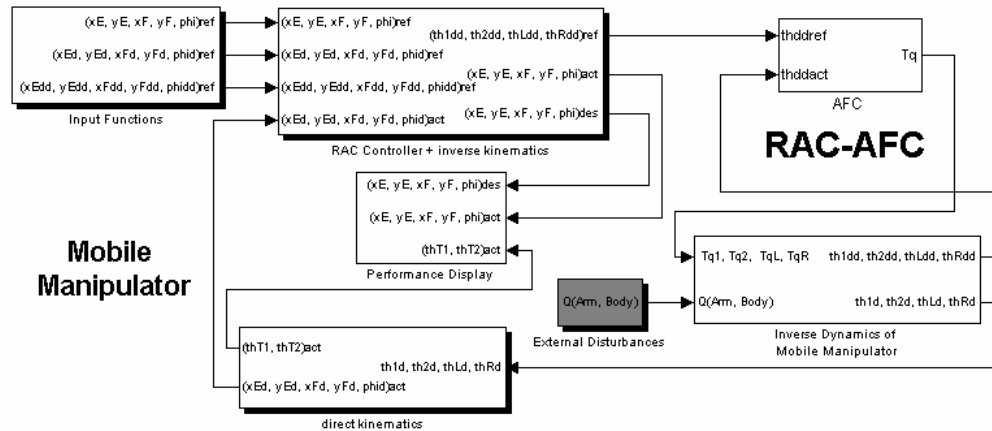 (xE, yE, xF, yF, phi)ref
(xEd, yEd, xFd, yFd, phid)ref
(xEdd, yEdd, xFdd, yFdd, phidd)ref
Input Functions
(xE, yE, xF, yF, phi)ref
(th1dd, th2dd, thLdd, thRdd)ref
(xEd, yEd, xFd, yFd, phid)ref
(xE, yE, xF, yF, phi)act
(xEdd, yEdd, xFdd, yFdd, phidd)ref
(xE, yE, xF, yF, phi)des
(xEd, yEd, xFd, yFd, phid)act
RAC Controller + inverse kinematics
thddref
Tq
thddact
AFC
RAC-AFC
(xE, yE, xF, yF, phi)des
(xE, yE, xF, yF, phi)act
(thT1, thT2)act
Performance Display
Mobile
Manipulator
Q(Arm, Body)
External Disturbances
Tq1, Tq2, TqL, TqR
th1dd, th2dd, thLdd, thRdd
Q(Arm, Body)
th1d, th2d, thLd, thRd
Inverse Dynamics of
Mobile Manipulator
(thT1, thT2)act
th1d, th2d, thLd, thRd
(xEd, yEd, xFd, yFd, phid)act
direct kinematics